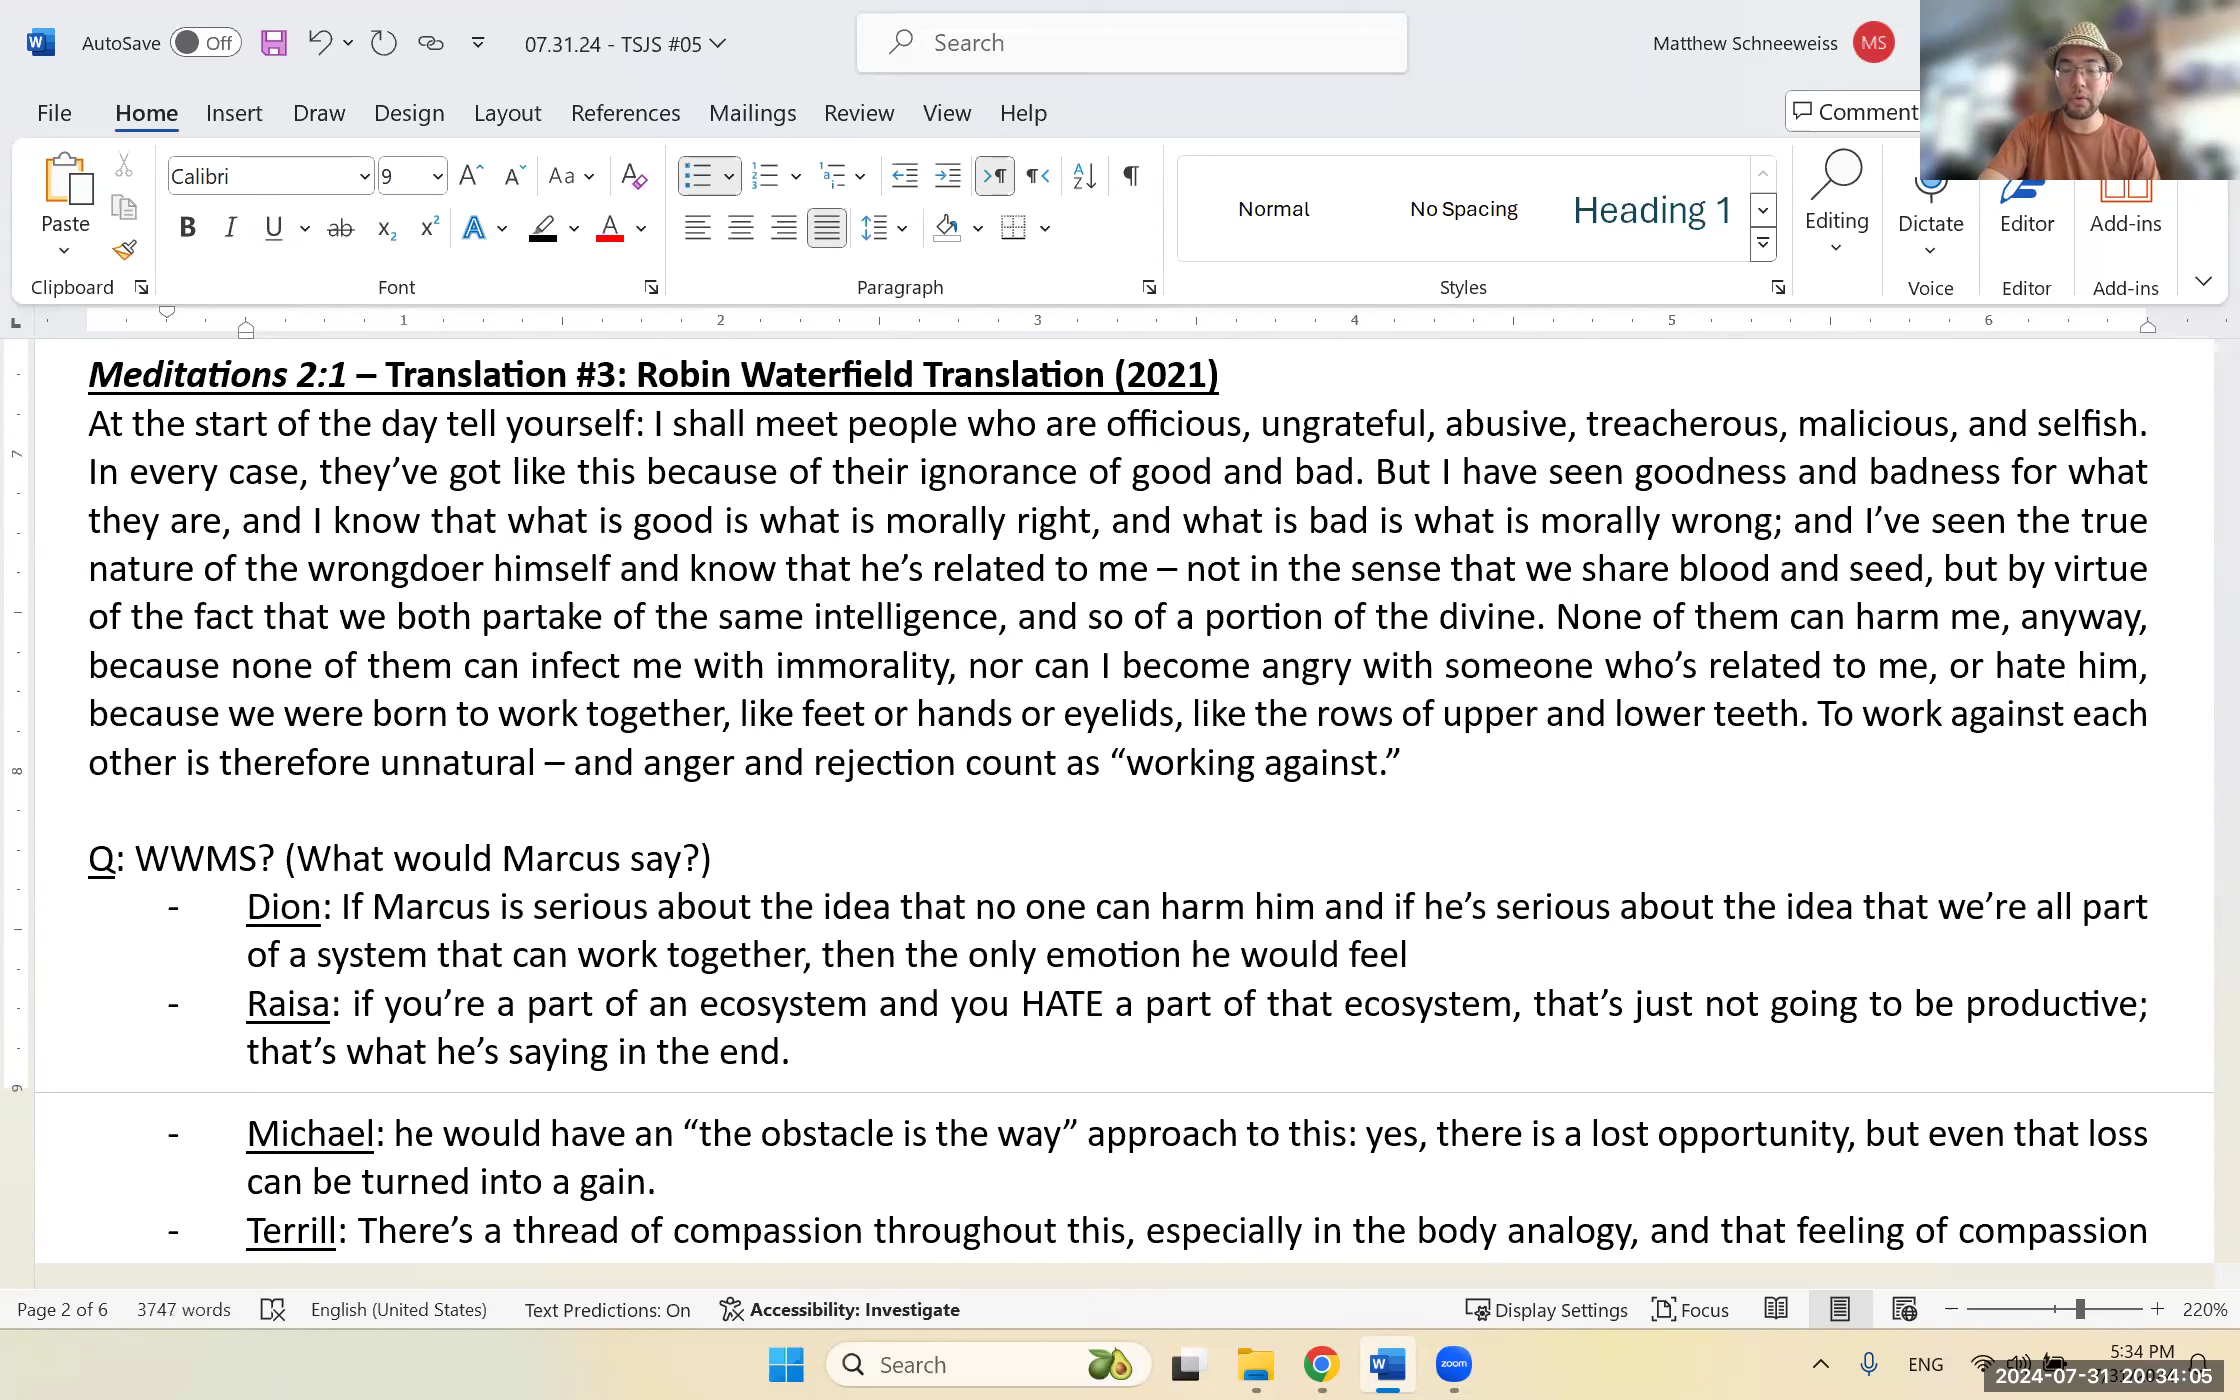 AutoSave Off 07.31.24 - TSJS #05 Search Matthew Schneeweiss MS
File Home Insert Draw Design Layout References Mailings Review View Help Comment
Calibri 9
Paste
Normal No Spacing Heading 1
Editing Dictate Editor Add-ins
Clipboard Font Paragraph Styles Voice Editor Add-ins
1 2 3 4 5 6
Meditations 2:1 – Translation #3: Robin Waterfield Translation (2021)
At the start of the day tell yourself: I shall meet people who are officious, ungrateful, abusive, treacherous, malicious, and selfish.
In every case, they’ve got like this because of their ignorance of good and bad. But I have seen goodness and badness for what
they are, and I know that what is good is what is morally right, and what is bad is what is morally wrong; and I’ve seen the true
nature of the wrongdoer himself and know that he’s related to me – not in the sense that we share blood and seed, but by virtue
of the fact that we both partake of the same intelligence, and so of a portion of the divine. None of them can harm me, anyway,
because none of them can infect me with immorality, nor can I become angry with someone who’s related to me, or hate him,
because we were born to work together, like feet or hands or eyelids, like the rows of upper and lower teeth. To work against each
other is therefore unnatural – and anger and rejection count as “working against.”
Q: WWMS? (What would Marcus say?)
- Dion: If Marcus is serious about the idea that no one can harm him and if he’s serious about the idea that we’re all part
of a system that can work together, then the only emotion he would feel
- Raisa: if you’re a part of an ecosystem and you HATE a part of that ecosystem, that’s just not going to be productive;
that’s what he’s saying in the end.
- Michael: he would have an “the obstacle is the way” approach to this: yes, there is a lost opportunity, but even that loss
can be turned into a gain.
- Terrill: There’s a thread of compassion throughout this, especially in the body analogy, and that feeling of compassion
Page 2 of 6 3747 words English (United States) Text Predictions: On Accessibility: Investigate Display Settings Focus 220%
Search zoom ENG 5:34 PM
2024-07-31 20:34:05